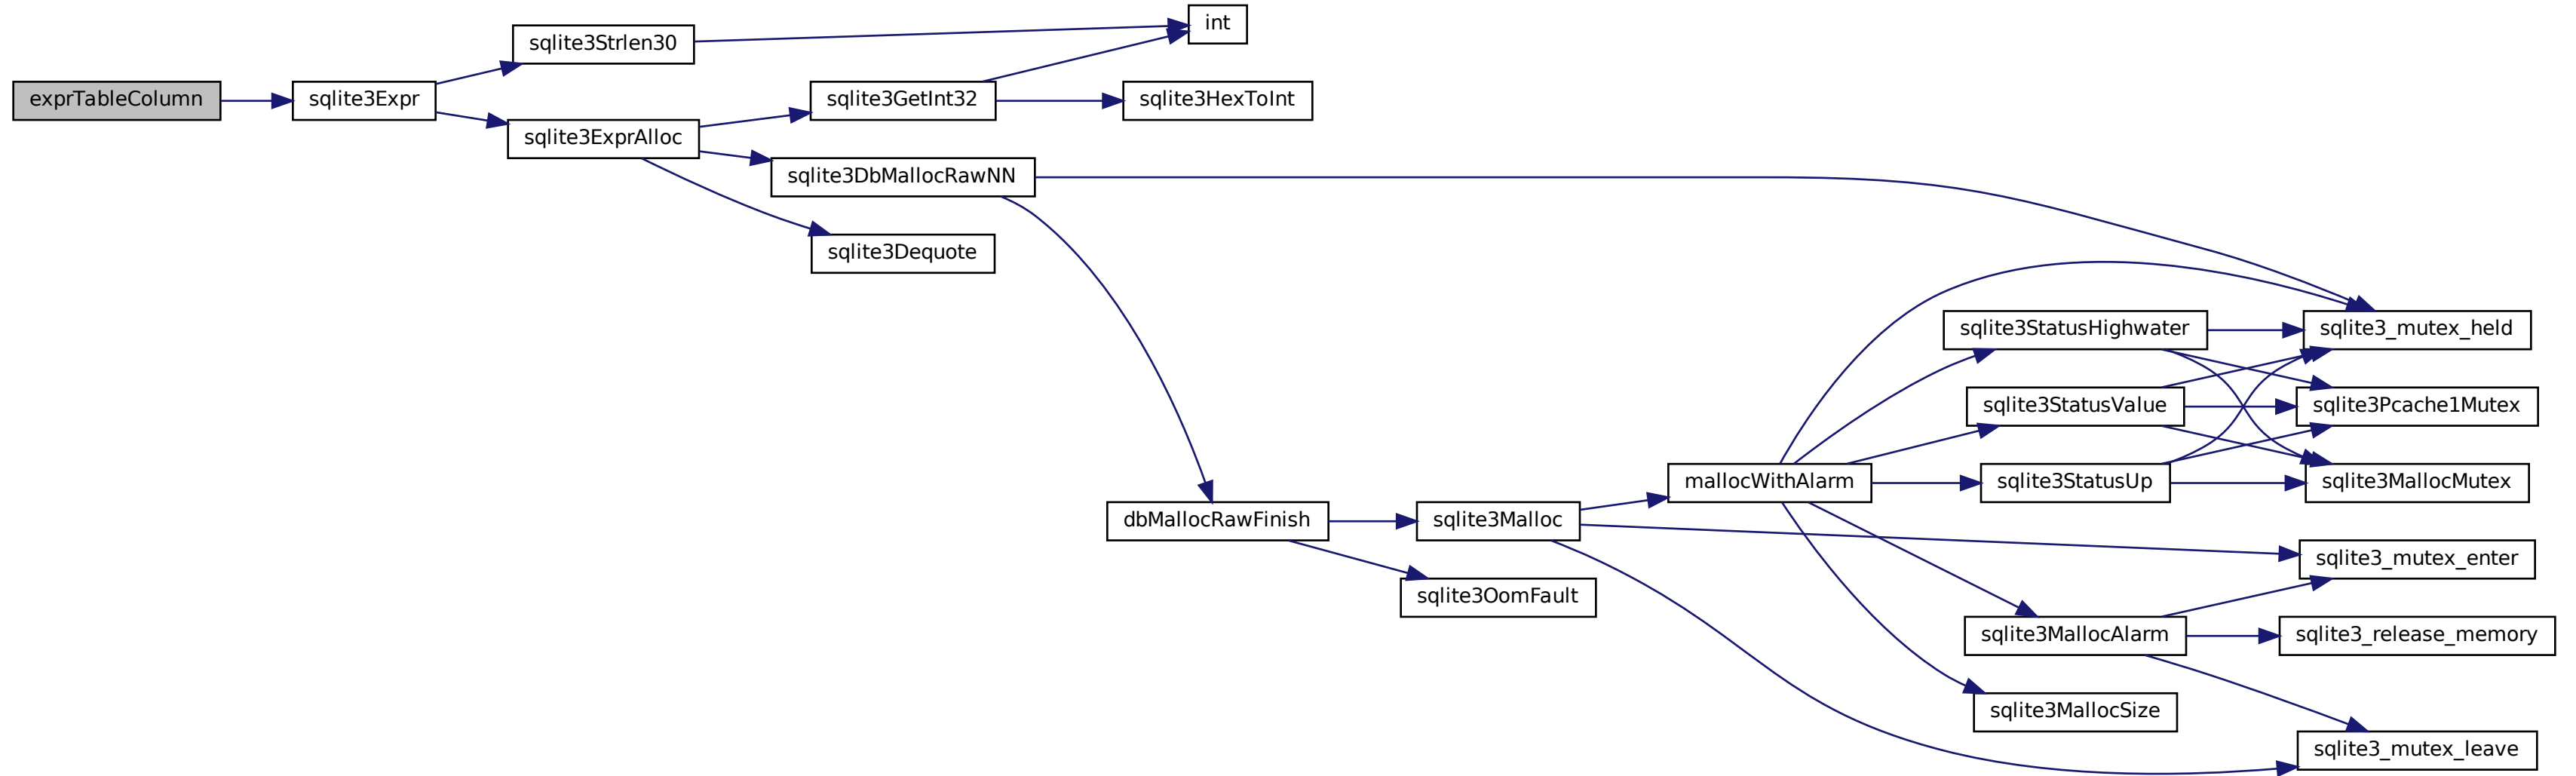 exprTableColumn
sqlite3Expr
sqlite3Strlen30
int
sqlite3ExprAlloc
sqlite3GetInt32
sqlite3HexToInt
sqlite3DbMallocRawNN
sqlite3Dequote
dbMallocRawFinish
sqlite3Malloc
sqlite3OomFault
mallocWithAlarm
sqlite3StatusHighwater
sqlite3StatusValue
sqlite3StatusUp
sqlite3MallocAlarm
sqlite3MallocSize
sqlite3_mutex_held
sqlite3Pcache1Mutex
sqlite3MallocMutex
sqlite3_mutex_enter
sqlite3_release_memory
sqlite3_mutex_leave